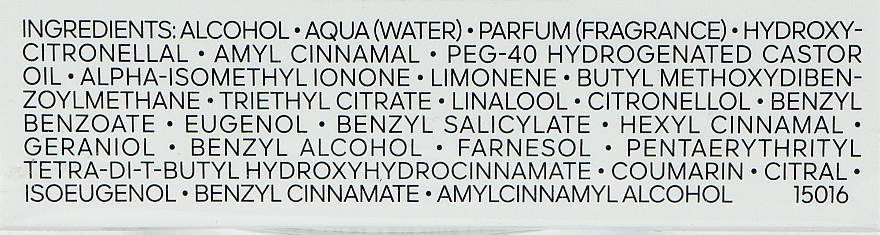 INGREDIENTS: ALCOHOL • AQUA (WATER) • PARFUM (FRAGRANCE) • HYDROXY-
CITRONELLAL • AMYL CINNAMAL • PEG-40 HYDROGENATED CASTOR
OIL • ALPHA-ISOMETHYL IONONE • LIMONENE • BUTYL METHOXYDIBEN-
ZOYLMETHANE • TRIETHYL CITRATE • LINALOOL • CITRONELLOL • BENZYL
BENZOATE • EUGENOL • BENZYL SALICYLATE • HEXYL CINNAMAL •
GERANIOL • BENZYL ALCOHOL • FARNESOL • PENTAERYTHRITYL
TETRA-DI-T-BUTYL HYDROXYHYDROCINNAMATE • COUMARIN • CITRAL •
ISOEUGENOL • BENZYL CINNAMATE • AMYLCINNAMYL ALCOHOL 15016